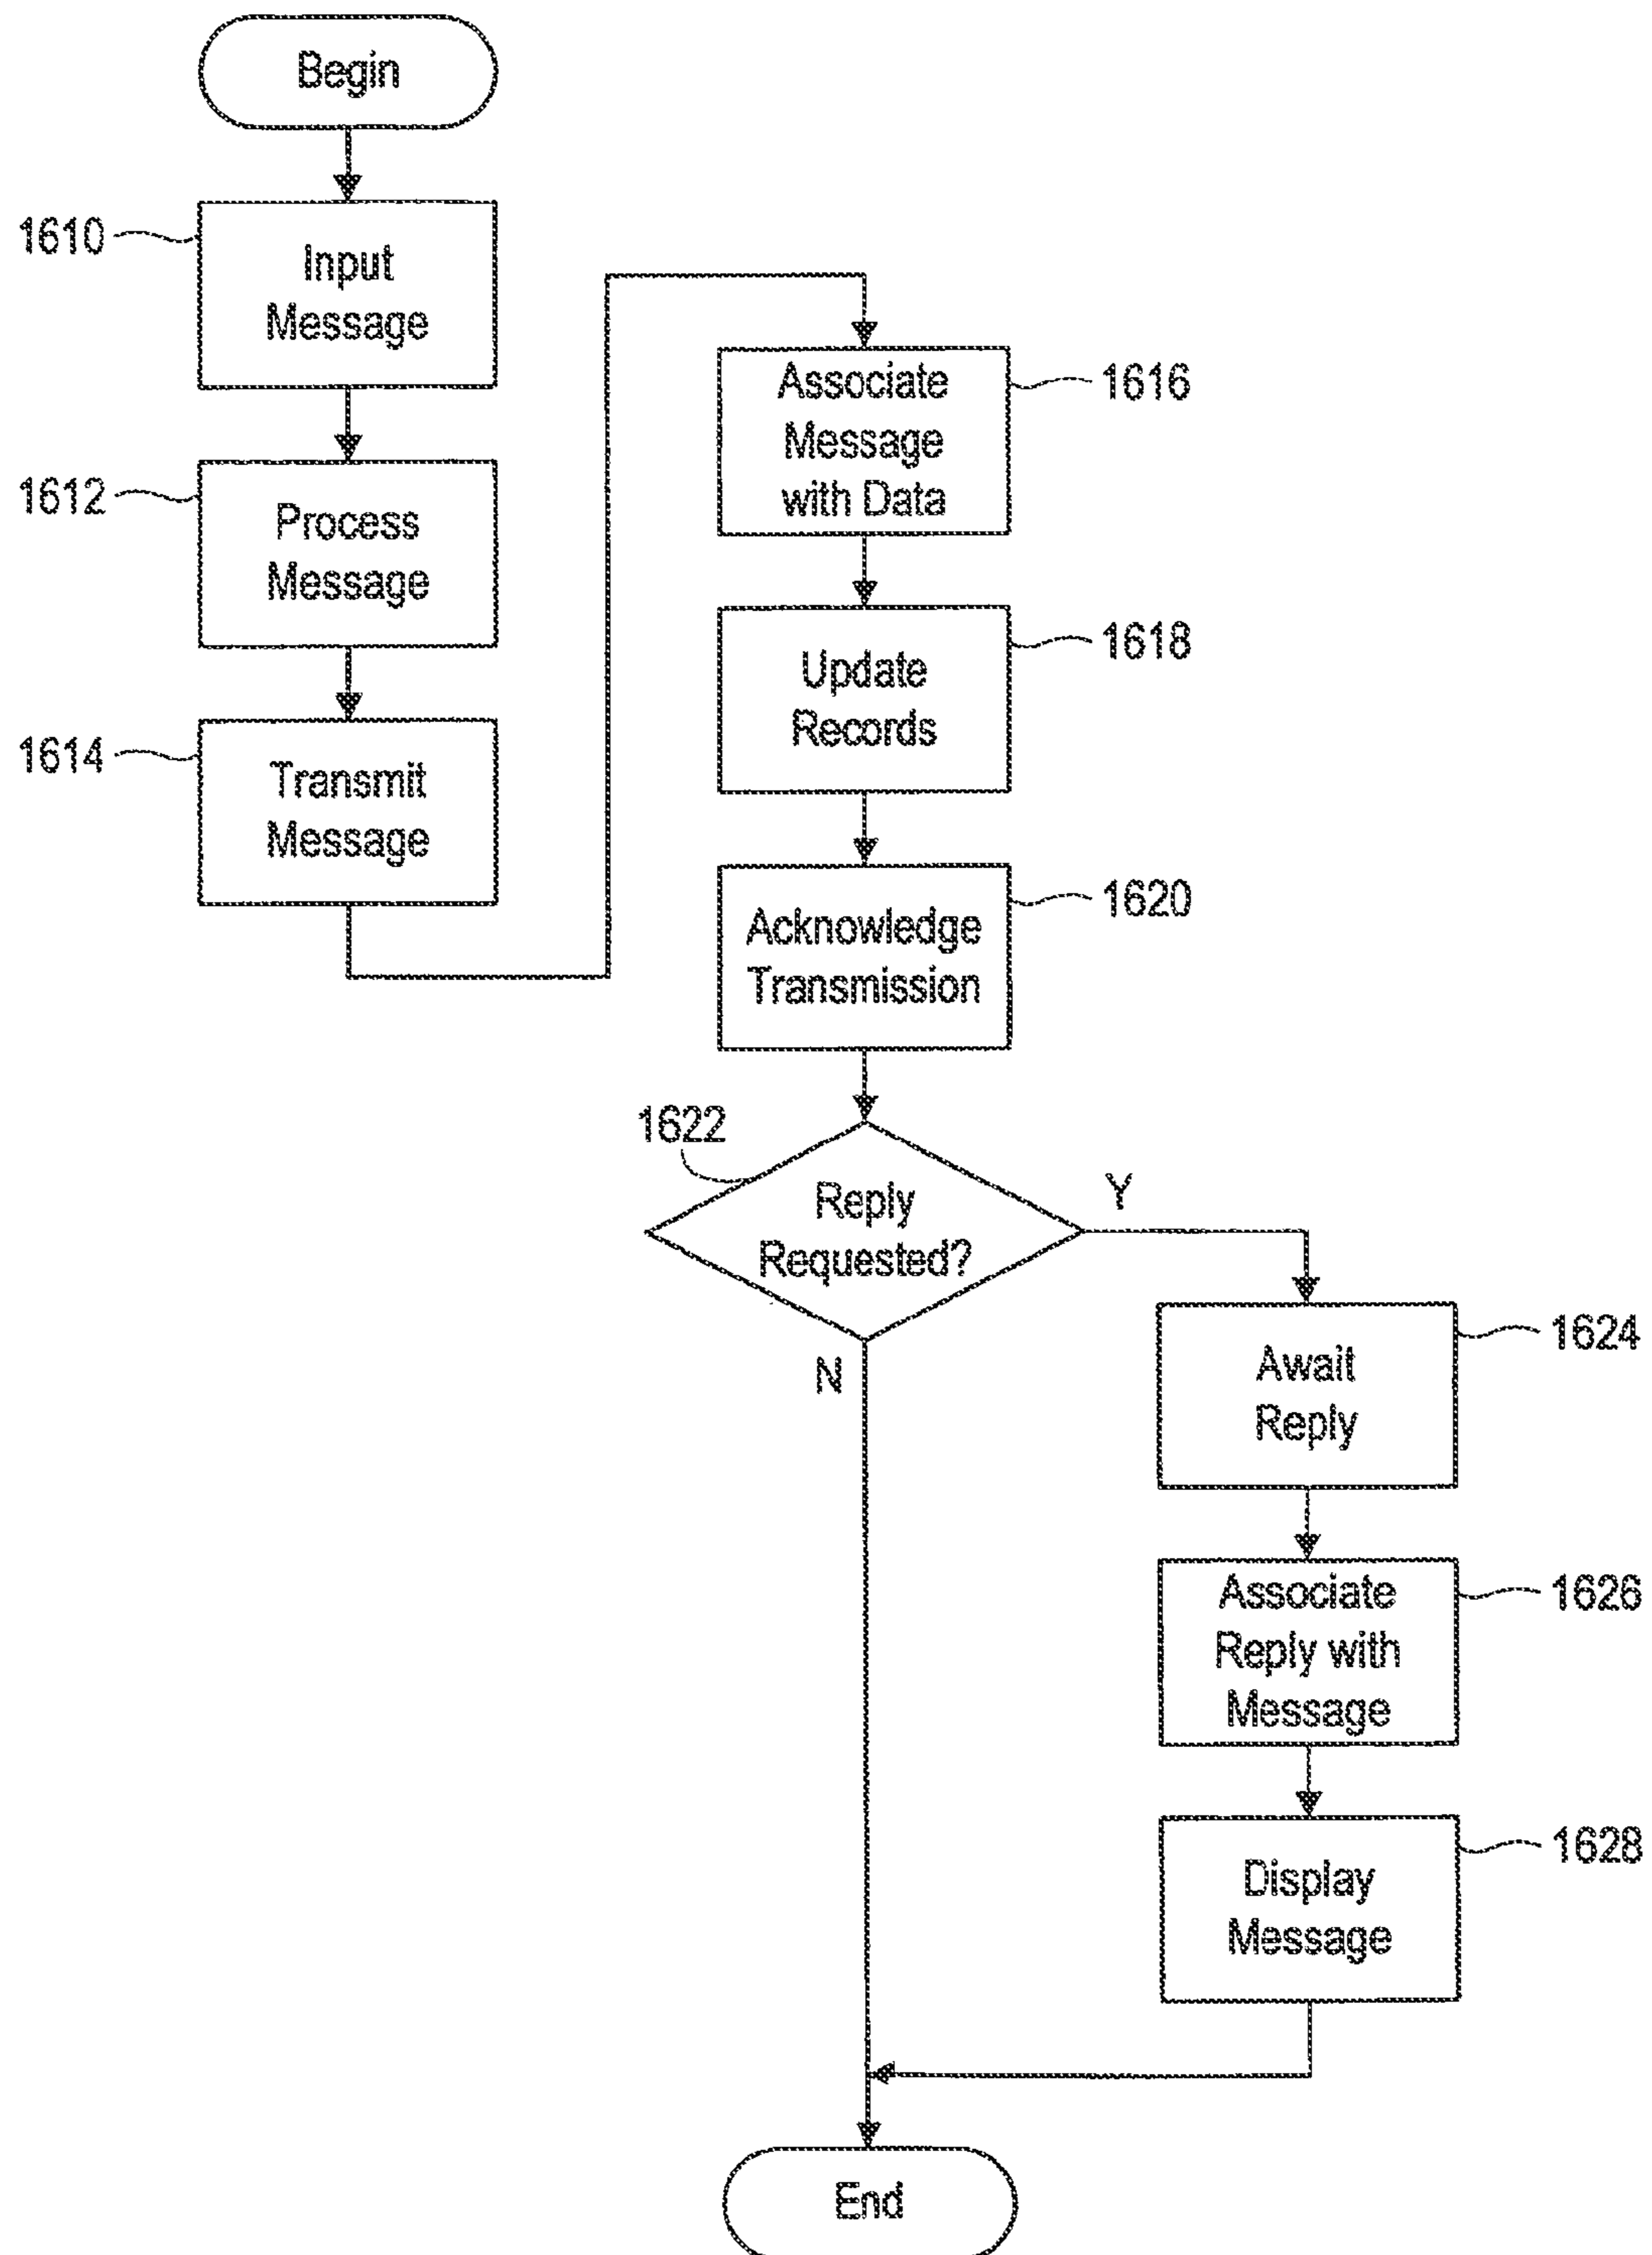 Begin
1610
Input
Message
1612
Process
Message
1614
Transmit
Message
Associate
Message
with Data
1616
Update
Records
1618
Acknowledge
Transmission
1620
1622
Reply
Requested?
Y
N
Await
Reply
1624
Associate
Reply with
Message
1626
Display
Message
1628
End